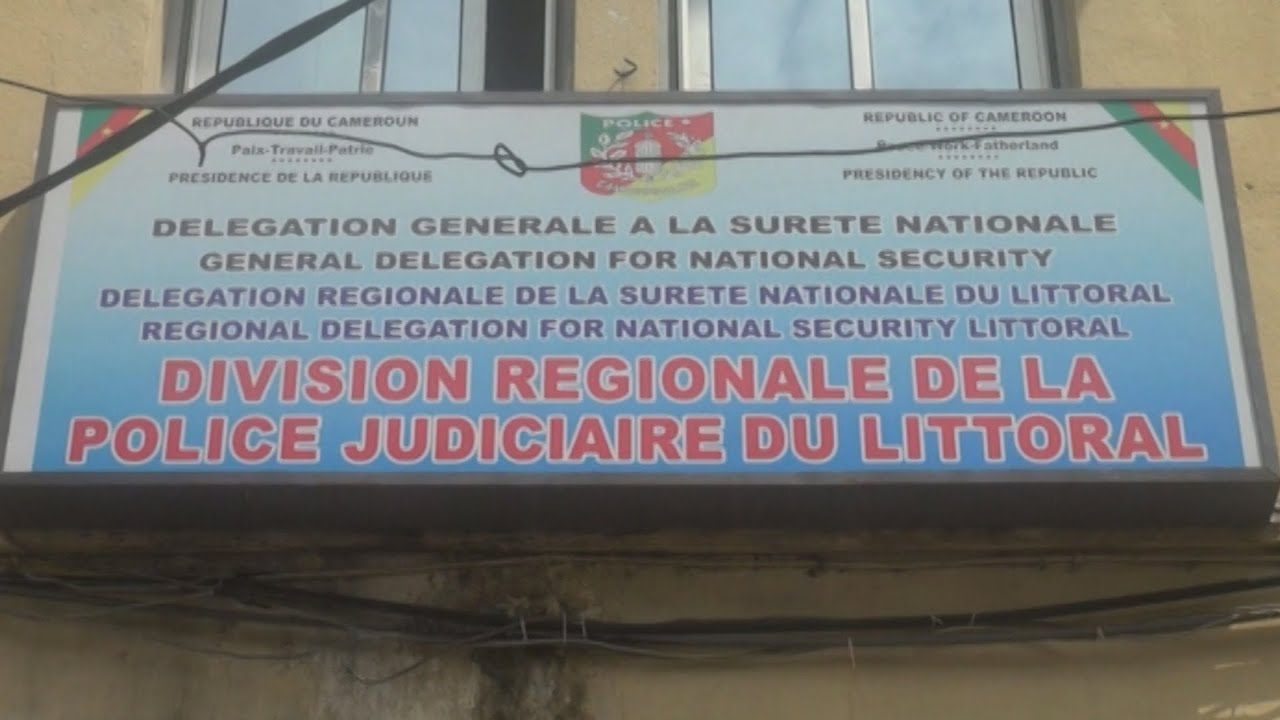 REPUBLIQUE DU CAMEROUN
Paix-Travail-Patrie
PRESIDENCE DE LA REPUBLIQUE
POLICE
REPUBLIC OF CAMEROON
Peace-Work-Fatherland
PRESIDENCY OF THE REPUBLIC
DELEGATION GENERALE A LA SURETE NATIONALE
GENERAL DELEGATION FOR NATIONAL SECURITY
DELEGATION REGIONALE DE LA SURETE NATIONALE DU LITTORAL
REGIONAL DELEGATION FOR NATIONAL SECURITY LITTORAL
DIVISION REGIONALE DE LA
POLICE JUDICIAIRE DU LITTORAL